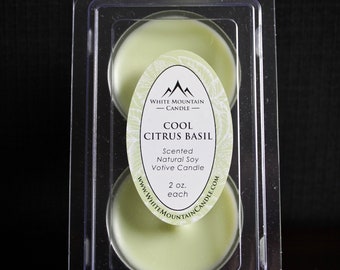 WHITE MOUNTAIN
CANDLE
COOL
CITRUS BASIL
Scented
Natural Soy
Votive Candle
2 oz.
each
WWW.WHITEMOUNTAINCANDLE.COM